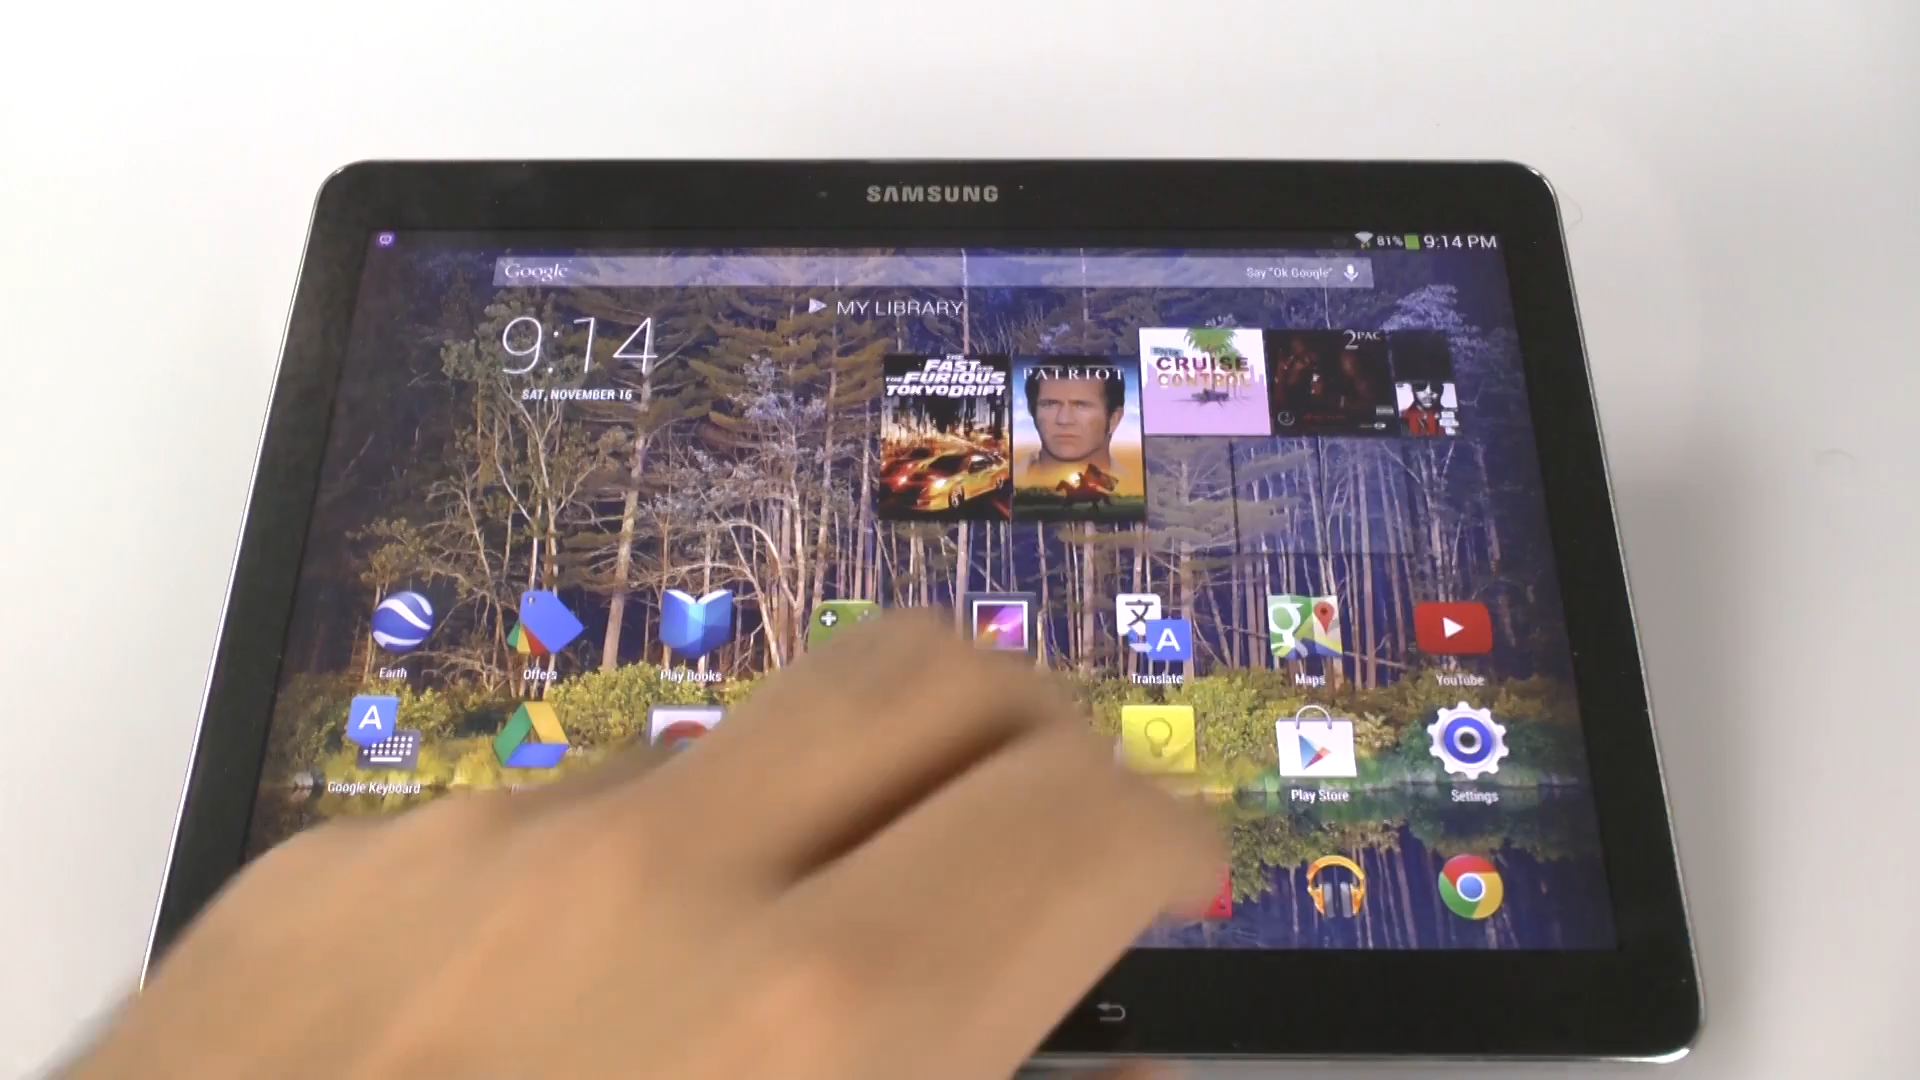 SAMSUNG
81% 9:14 PM
Google Say "Ok Google"
MY LIBRARY
9:14
SAT, NOVEMBER 16
THE
FAST AND
THE FURIOUS
TOKYO DRIFT
PATRIOT
CRUISE
CONTROL
2PAC
Earth Offers Play Books Translate Maps YouTube
Google Keyboard Play Store Settings